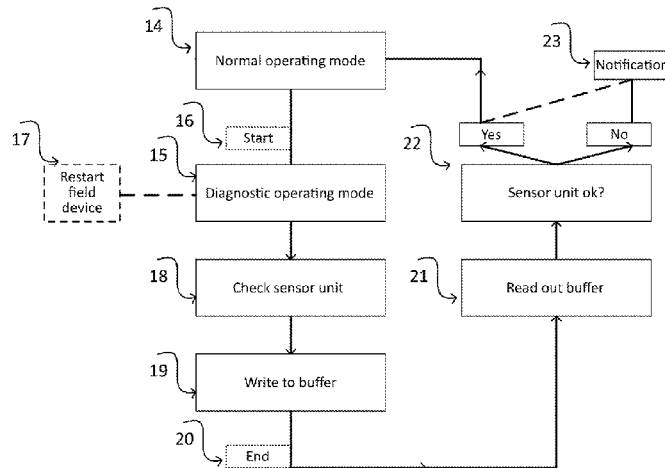 14
Normal operating mode
23
Notification
16
Start
Yes
No
17
Restart
field
device
15
Diagnostic operating mode
22
Sensor unit ok?
18
Check sensor unit
21
Read out buffer
19
Write to buffer
20
End